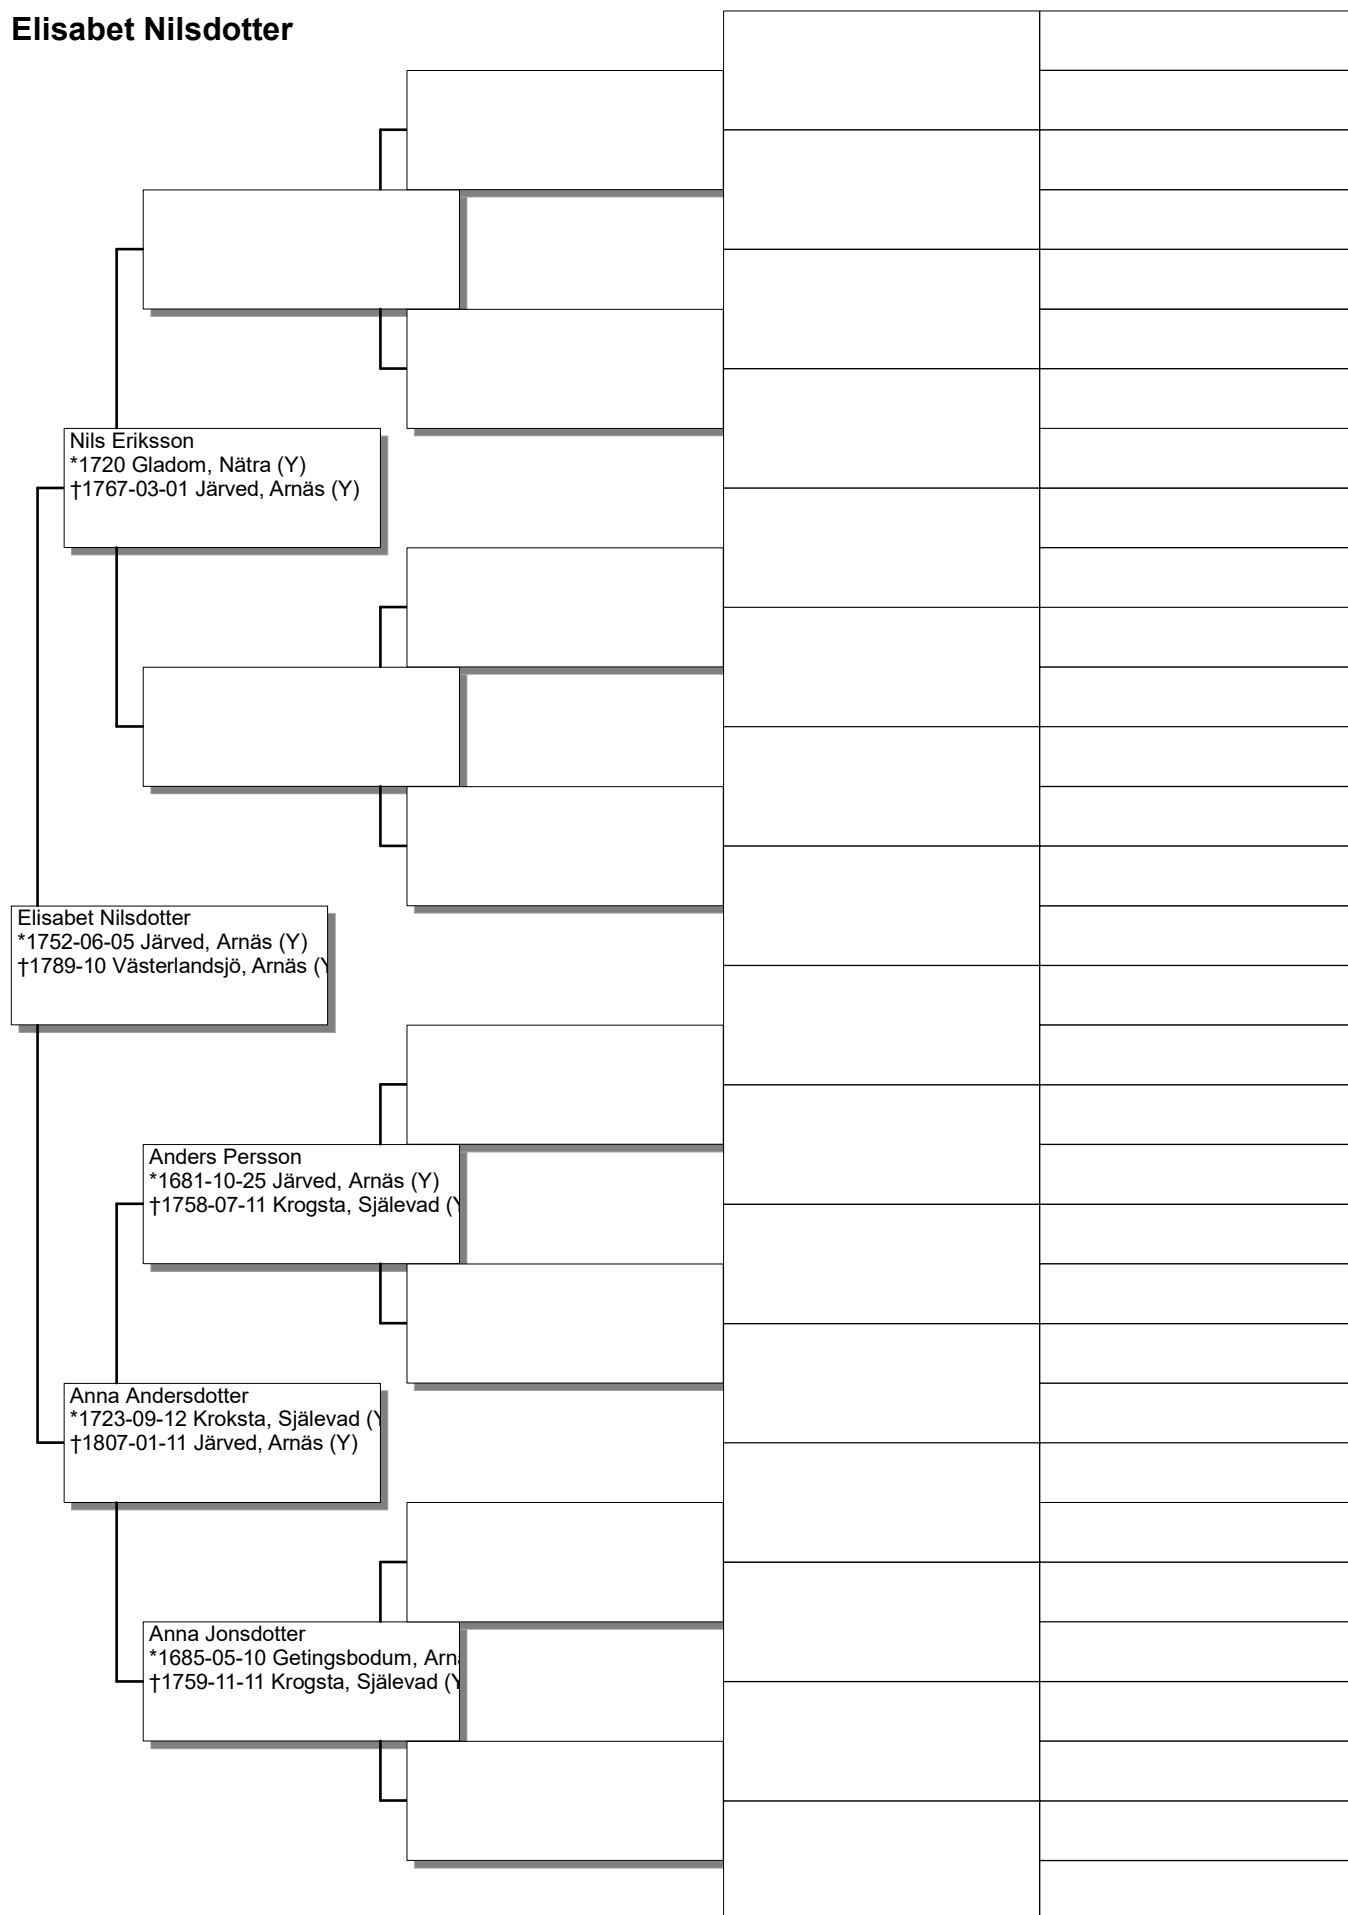 Elisabet Nilsdotter
Nils Eriksson
*1720 Gladom, Nätra (Y)
†1767-03-01 Järved, Arnäs (Y)
Elisabet Nilsdotter
*1752-06-05 Järved, Arnäs (Y)
†1789-10 Västerlandsjö, Arnäs (Y
Anders Persson
*1681-10-25 Järved, Arnäs (Y)
†1758-07-11 Krogsta, Själevad (Y
Anna Andersdotter
*1723-09-12 Kroksta, Själevad (Y
†1807-01-11 Järved, Arnäs (Y)
Anna Jonsdotter
*1685-05-10 Getingsbodum, Arnä
†1759-11-11 Krogsta, Själevad (Y